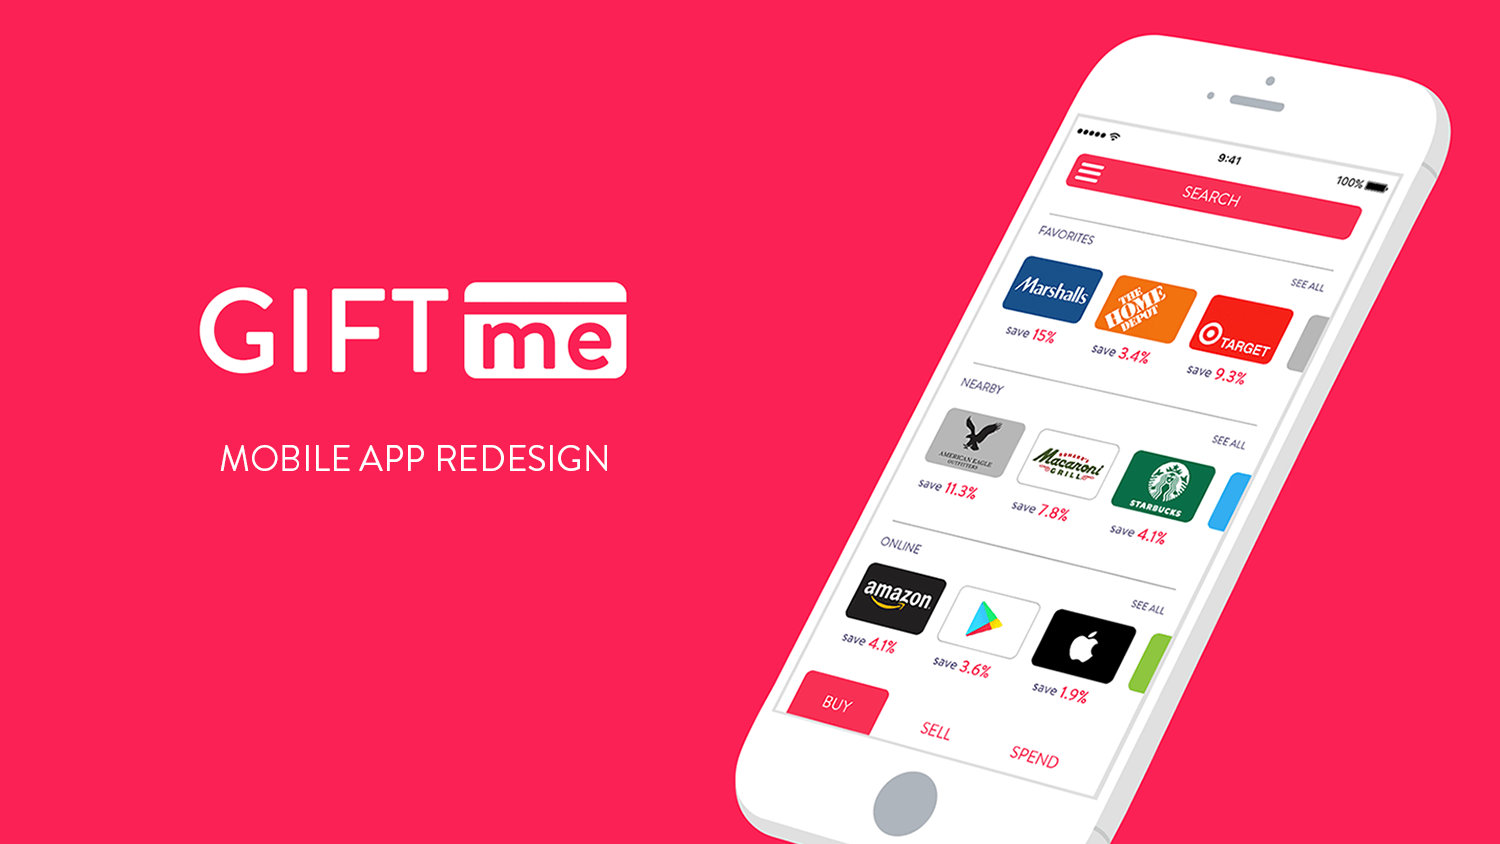 GIFT me
MOBILE APP REDESIGN
9:41
100%
SEARCH
FAVORITES
SEE ALL
Marshalls
THE HOME DEPOT
TARGET
save 15%
save 3.4%
save 9.3%
NEARBY
SEE ALL
AMERICAN EAGLE
OUTFITTERS
ROMANO'S
Macaroni
GRILL
STARBUCKS
save 11.3%
save 7.8%
save 4.1%
ONLINE
SEE ALL
amazon
save 4.1%
save 3.6%
save 1.9%
BUY
SELL
SPEND